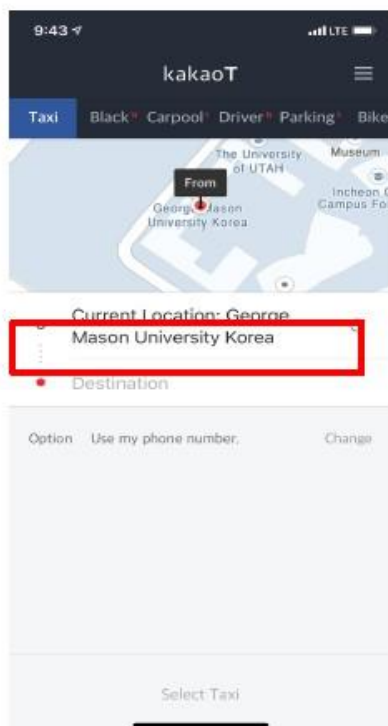 9:43
LTE
kakaoT
Taxi Black Carpool Driver Parking Bike
The University of UTAH
Museum
From
Incheon
Campus
George Mason University Korea
Current Location: George
Mason University Korea
Destination
Option Use my phone number. Change
Select Taxi